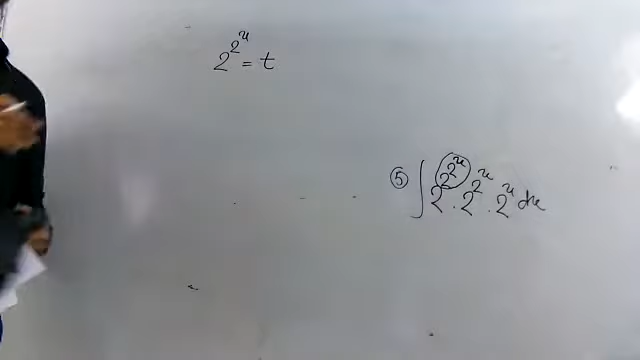 2^{2^x} = t
⑤ ∫ 2^{2^{2^x}} . 2^{2^x} . 2^x dx